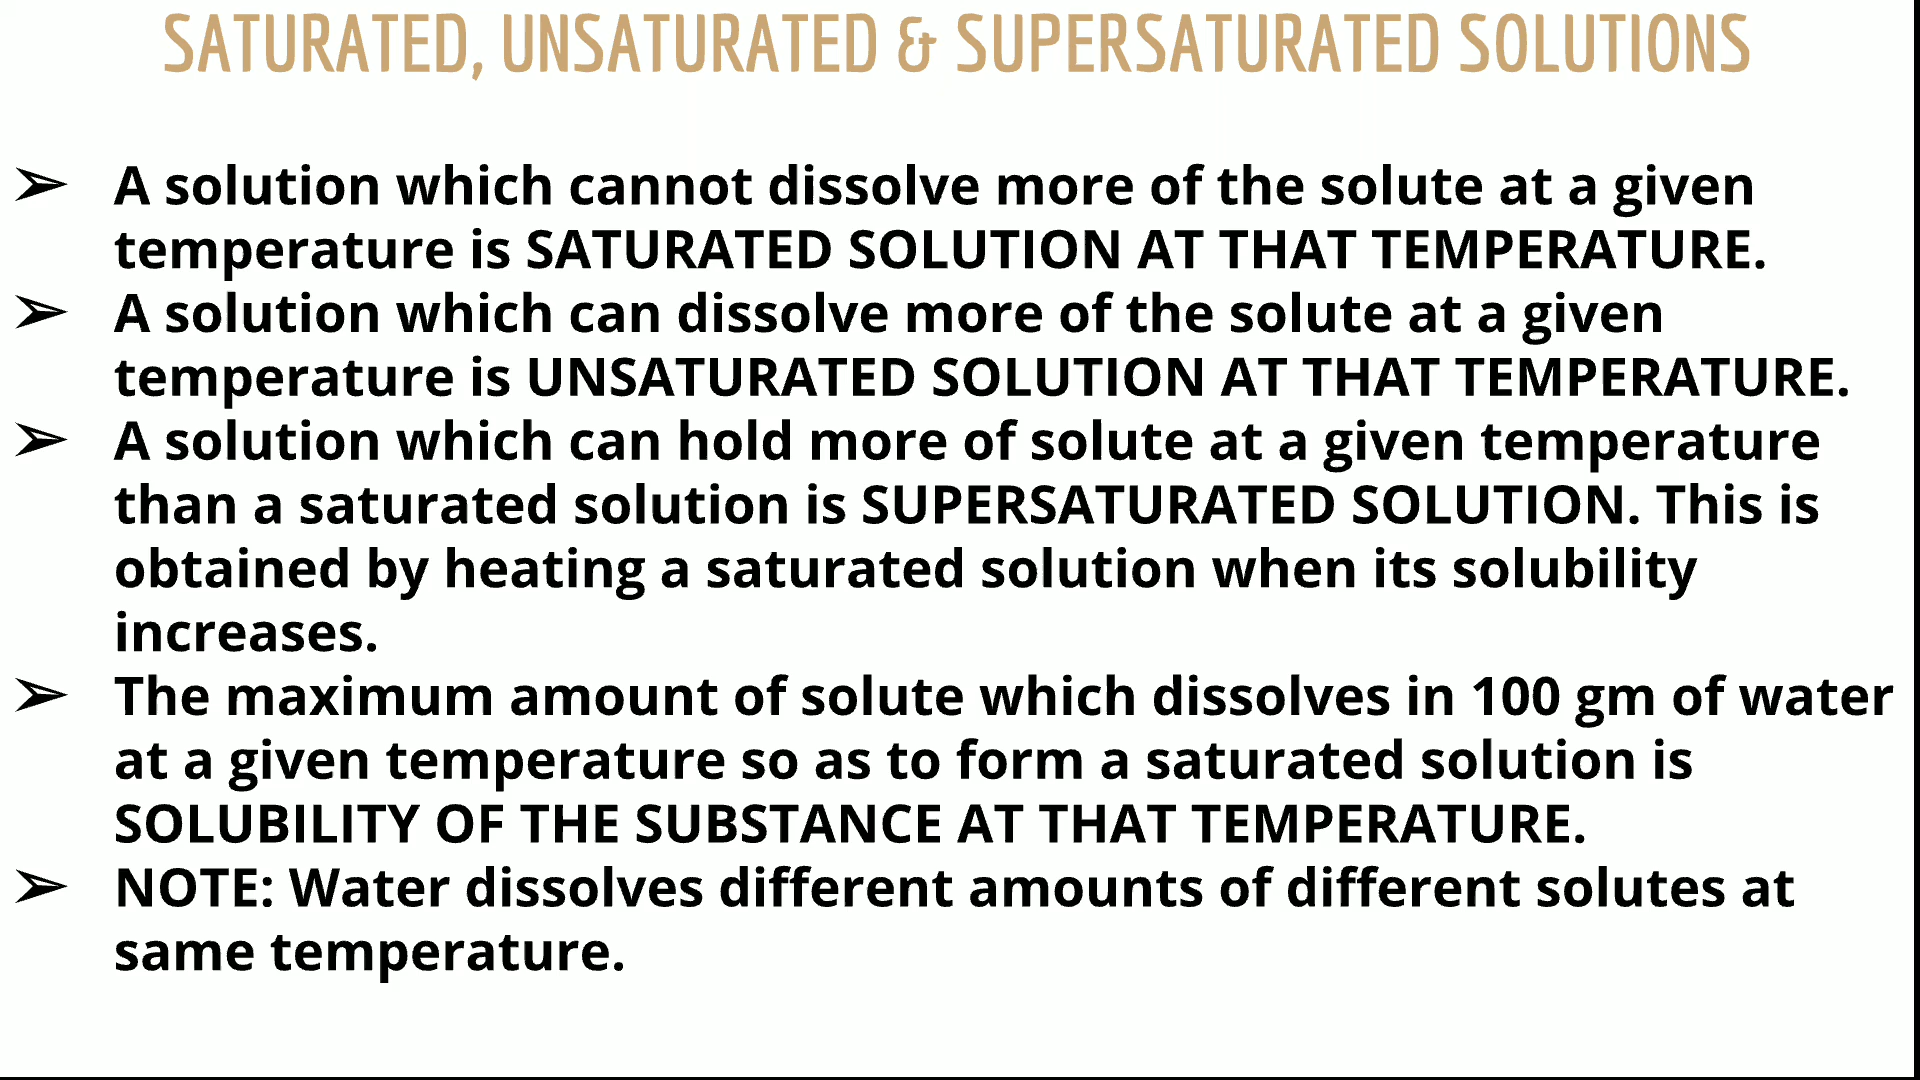 SATURATED, UNSATURATED & SUPERSATURATED SOLUTIONS
➢ A solution which cannot dissolve more of the solute at a given
temperature is SATURATED SOLUTION AT THAT TEMPERATURE.
➢ A solution which can dissolve more of the solute at a given
temperature is UNSATURATED SOLUTION AT THAT TEMPERATURE.
➢ A solution which can hold more of solute at a given temperature
than a saturated solution is SUPERSATURATED SOLUTION. This is
obtained by heating a saturated solution when its solubility
increases.
➢ The maximum amount of solute which dissolves in 100 gm of water
at a given temperature so as to form a saturated solution is
SOLUBILITY OF THE SUBSTANCE AT THAT TEMPERATURE.
➢ NOTE: Water dissolves different amounts of different solutes at
same temperature.